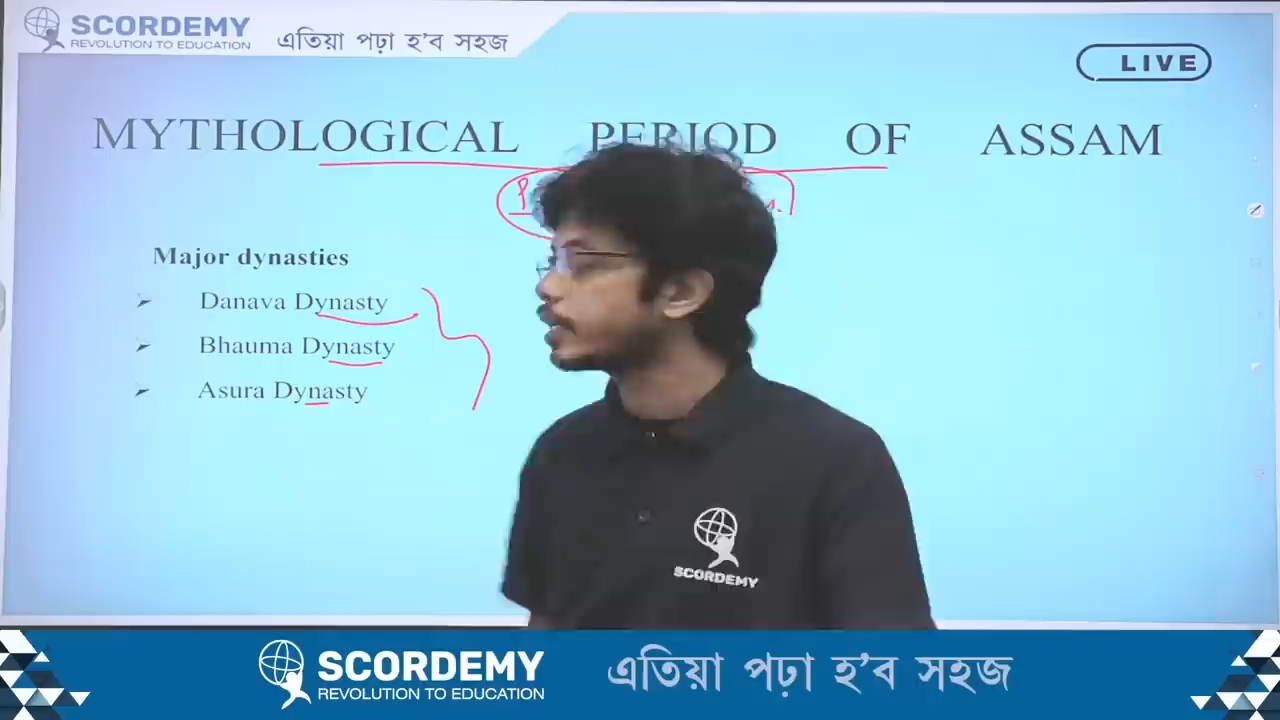 SCORDEMY
REVOLUTION TO EDUCATION
এতিয়া পঢ়া হ'ব সহজ
LIVE
MYTHOLOGICAL PERIOD OF ASSAM
Major dynasties
➢ Danava Dynasty
➢ Bhauma Dynasty
➢ Asura Dynasty
SCORDEMY
SCORDEMY
REVOLUTION TO EDUCATION
এতিয়া পঢ়া হ'ব সহজ